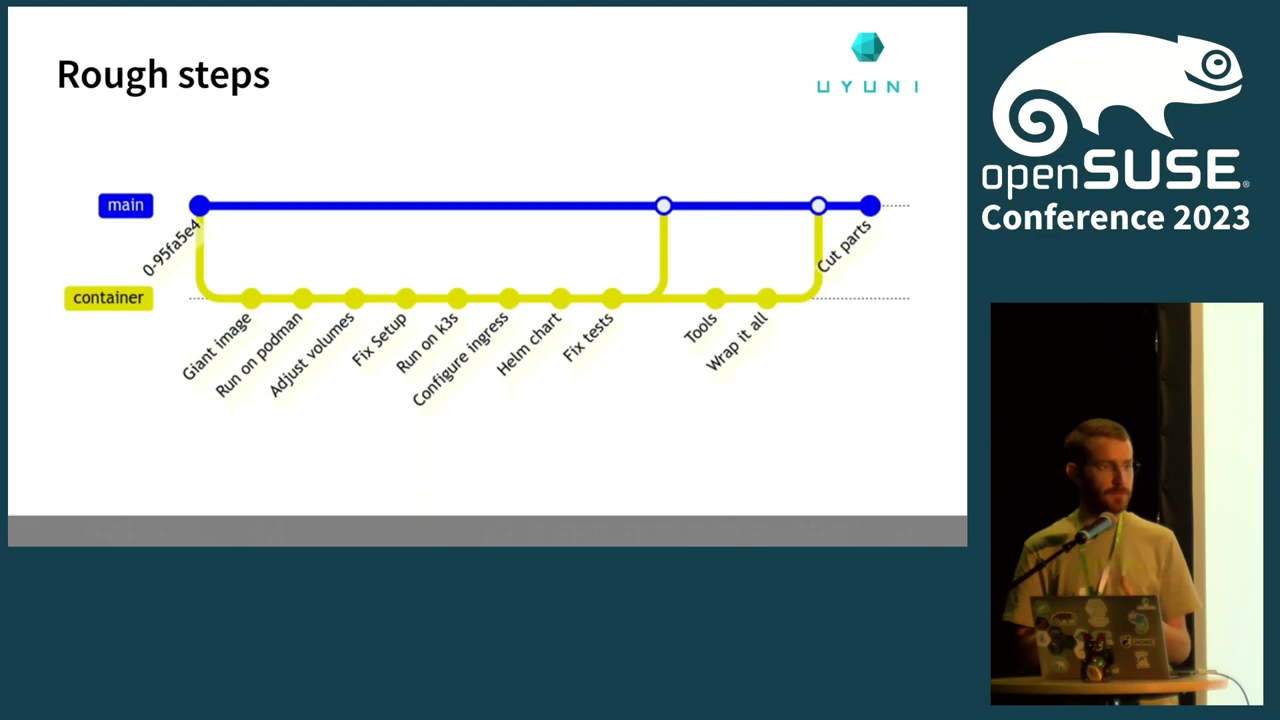 Rough steps
UYUNI
main
0-95fa5e4
Cut parts
container
Giant image
Run on podman
Adjust volumes
Fix Setup
Run on k3s
Configure ingress
Helm chart
Fix tests
Tools
Wrap it all
openSUSE®
Conference 2023
GNOME